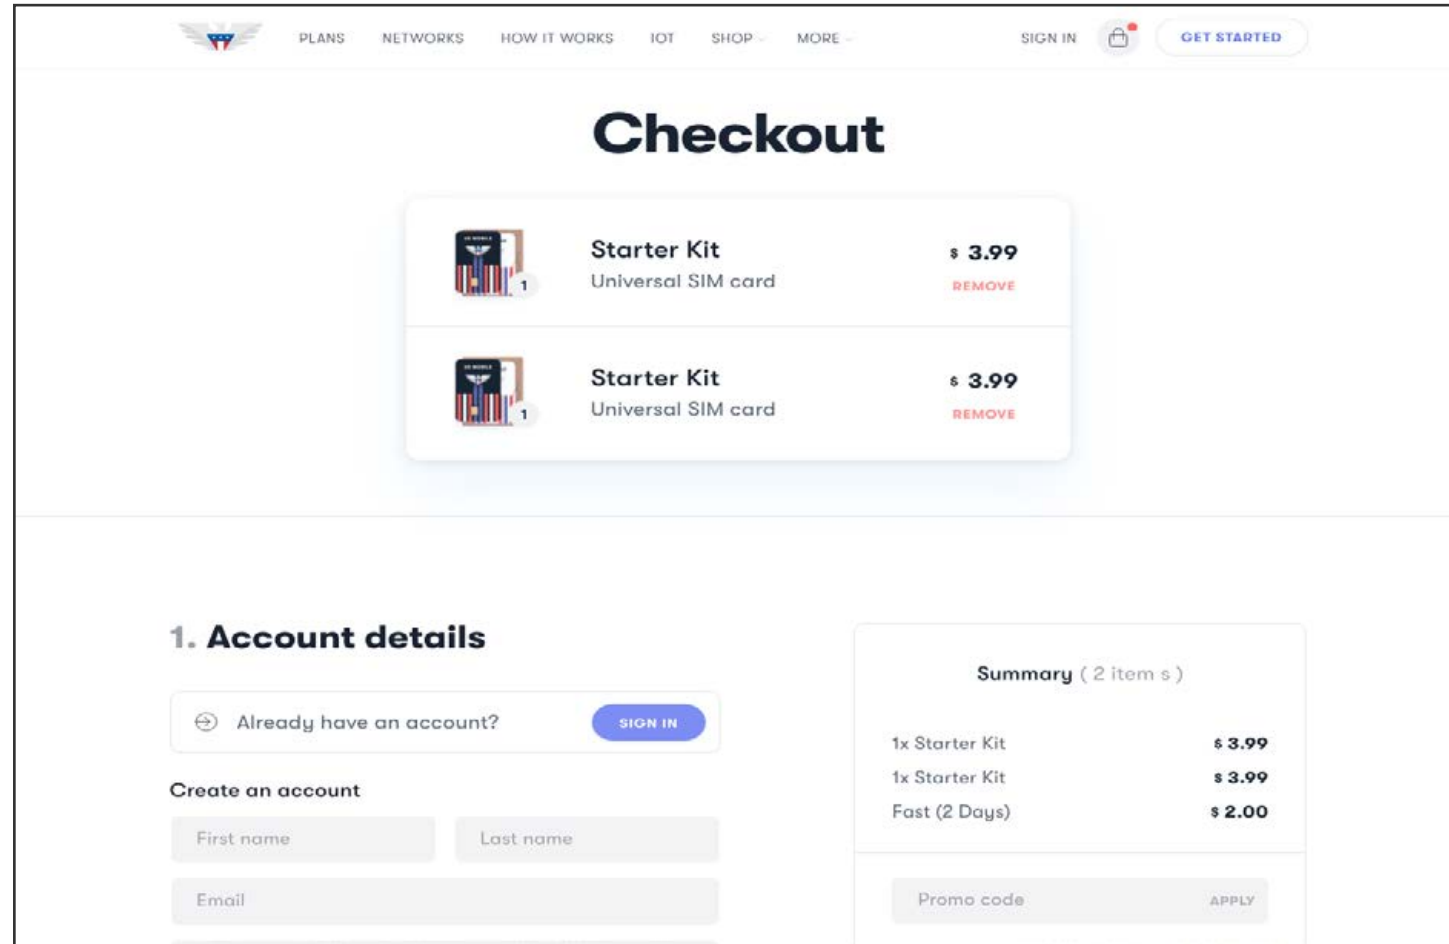 PLANS NETWORKS HOW IT WORKS IOT SHOP MORE SIGN IN GET STARTED
Checkout
Starter Kit
$ 3.99
Universal SIM card
REMOVE
1
Starter Kit
$ 3.99
Universal SIM card
REMOVE
1
1. Account details
Already have an account? SIGN IN
Create an account
First name Last name
Email
Summary ( 2 item s )
1x Starter Kit $ 3.99
1x Starter Kit $ 3.99
Fast (2 Days) $ 2.00
Promo code APPLY